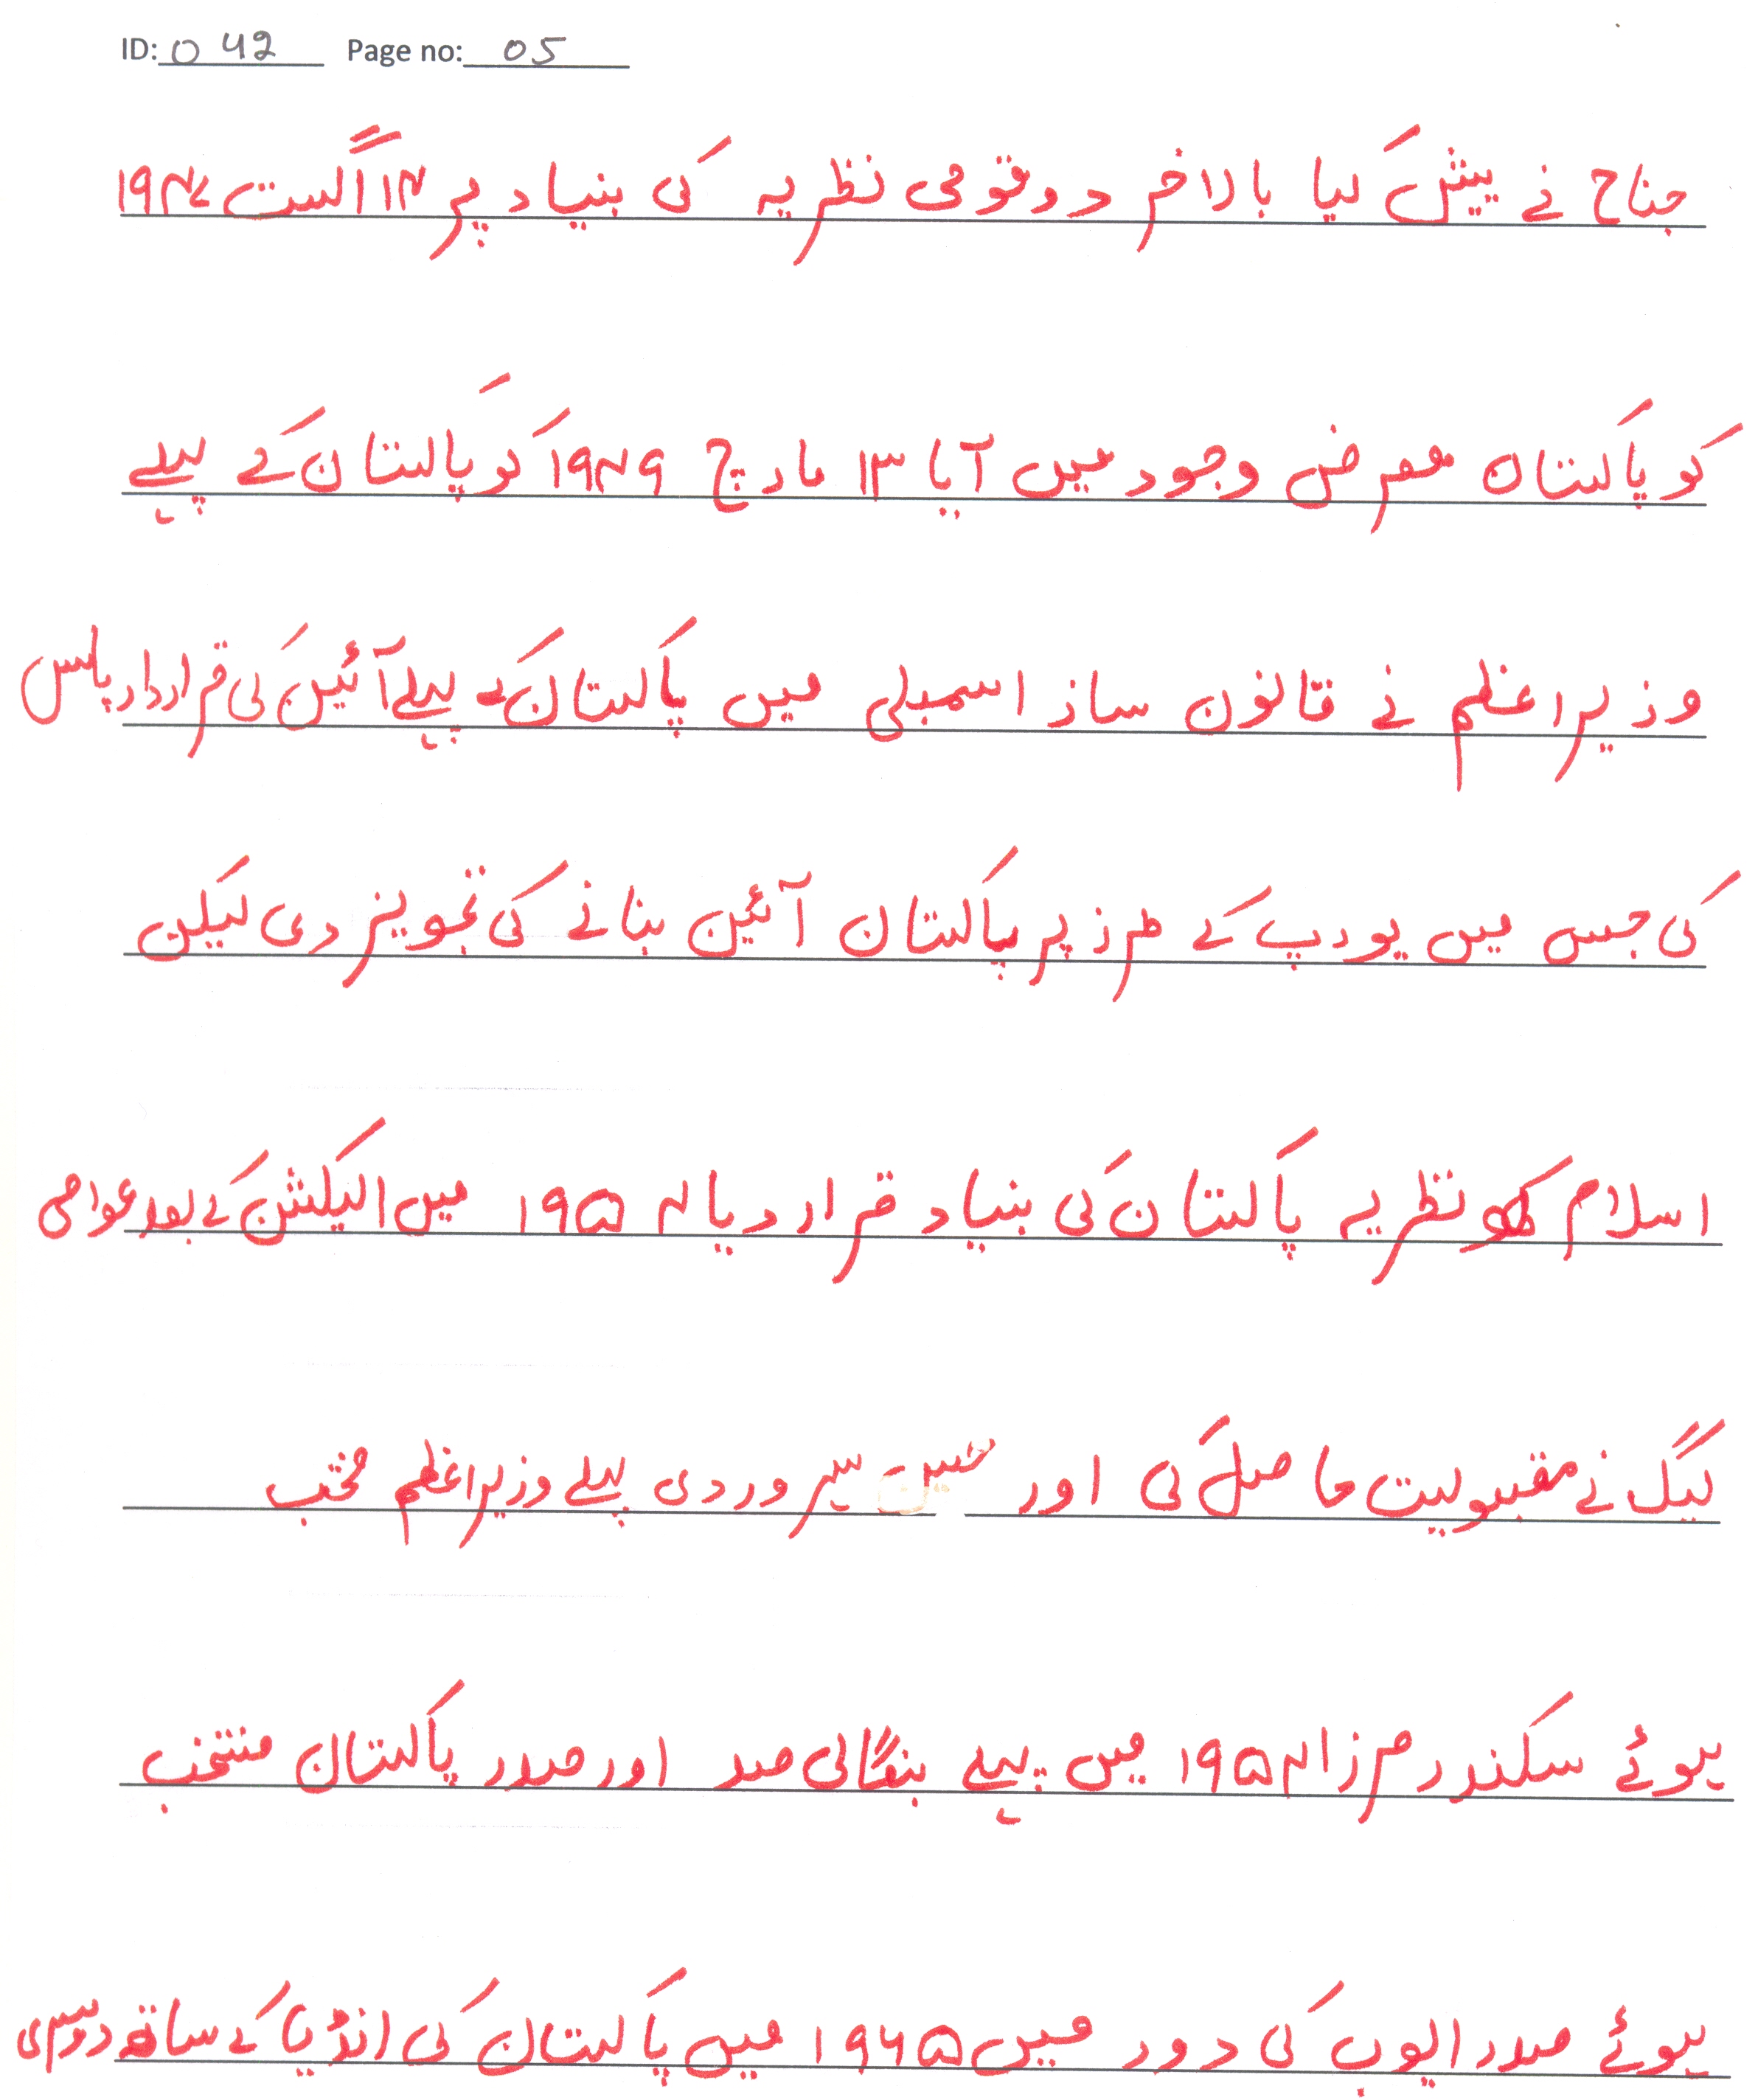 ID: 042 Page no: 05
جناح نے پیش کیا بالاخر دو قومی نظریہ کی بنیاد پر ۱۴ اگست ۱۹۴۷
کو پاکستان معرض وجود میں آیا ۱۳ مارچ ۱۹۴۹ کو پاکستان کے پہلے
وزیر اعظم نے قانون ساز اسمبلی میں پاکستان کے پہلے آئین کی قرارداد پاس
کی جس میں یورپ کے طرز پر پاکستان آئین بنانے کی تجویز دی لیکن
اسلام کو نظریہ پاکستان کی بنیاد قرار دیا ۱۹۵۴ میں الیکشن کے بعد عوامی
لیگ نے مقبولیت حاصل کی اور حسین سہروردی پہلے وزیر اعظم منتخب
ہوئے سکندر مرزا ۱۹۵۴ میں پہلے بنگالی صدر اور صدر پاکستان منتخب
ہوئے صدر ایوب کی دور میں ۱۹۶۵ میں پاکستان کی انڈیا کے ساتھ دوسری